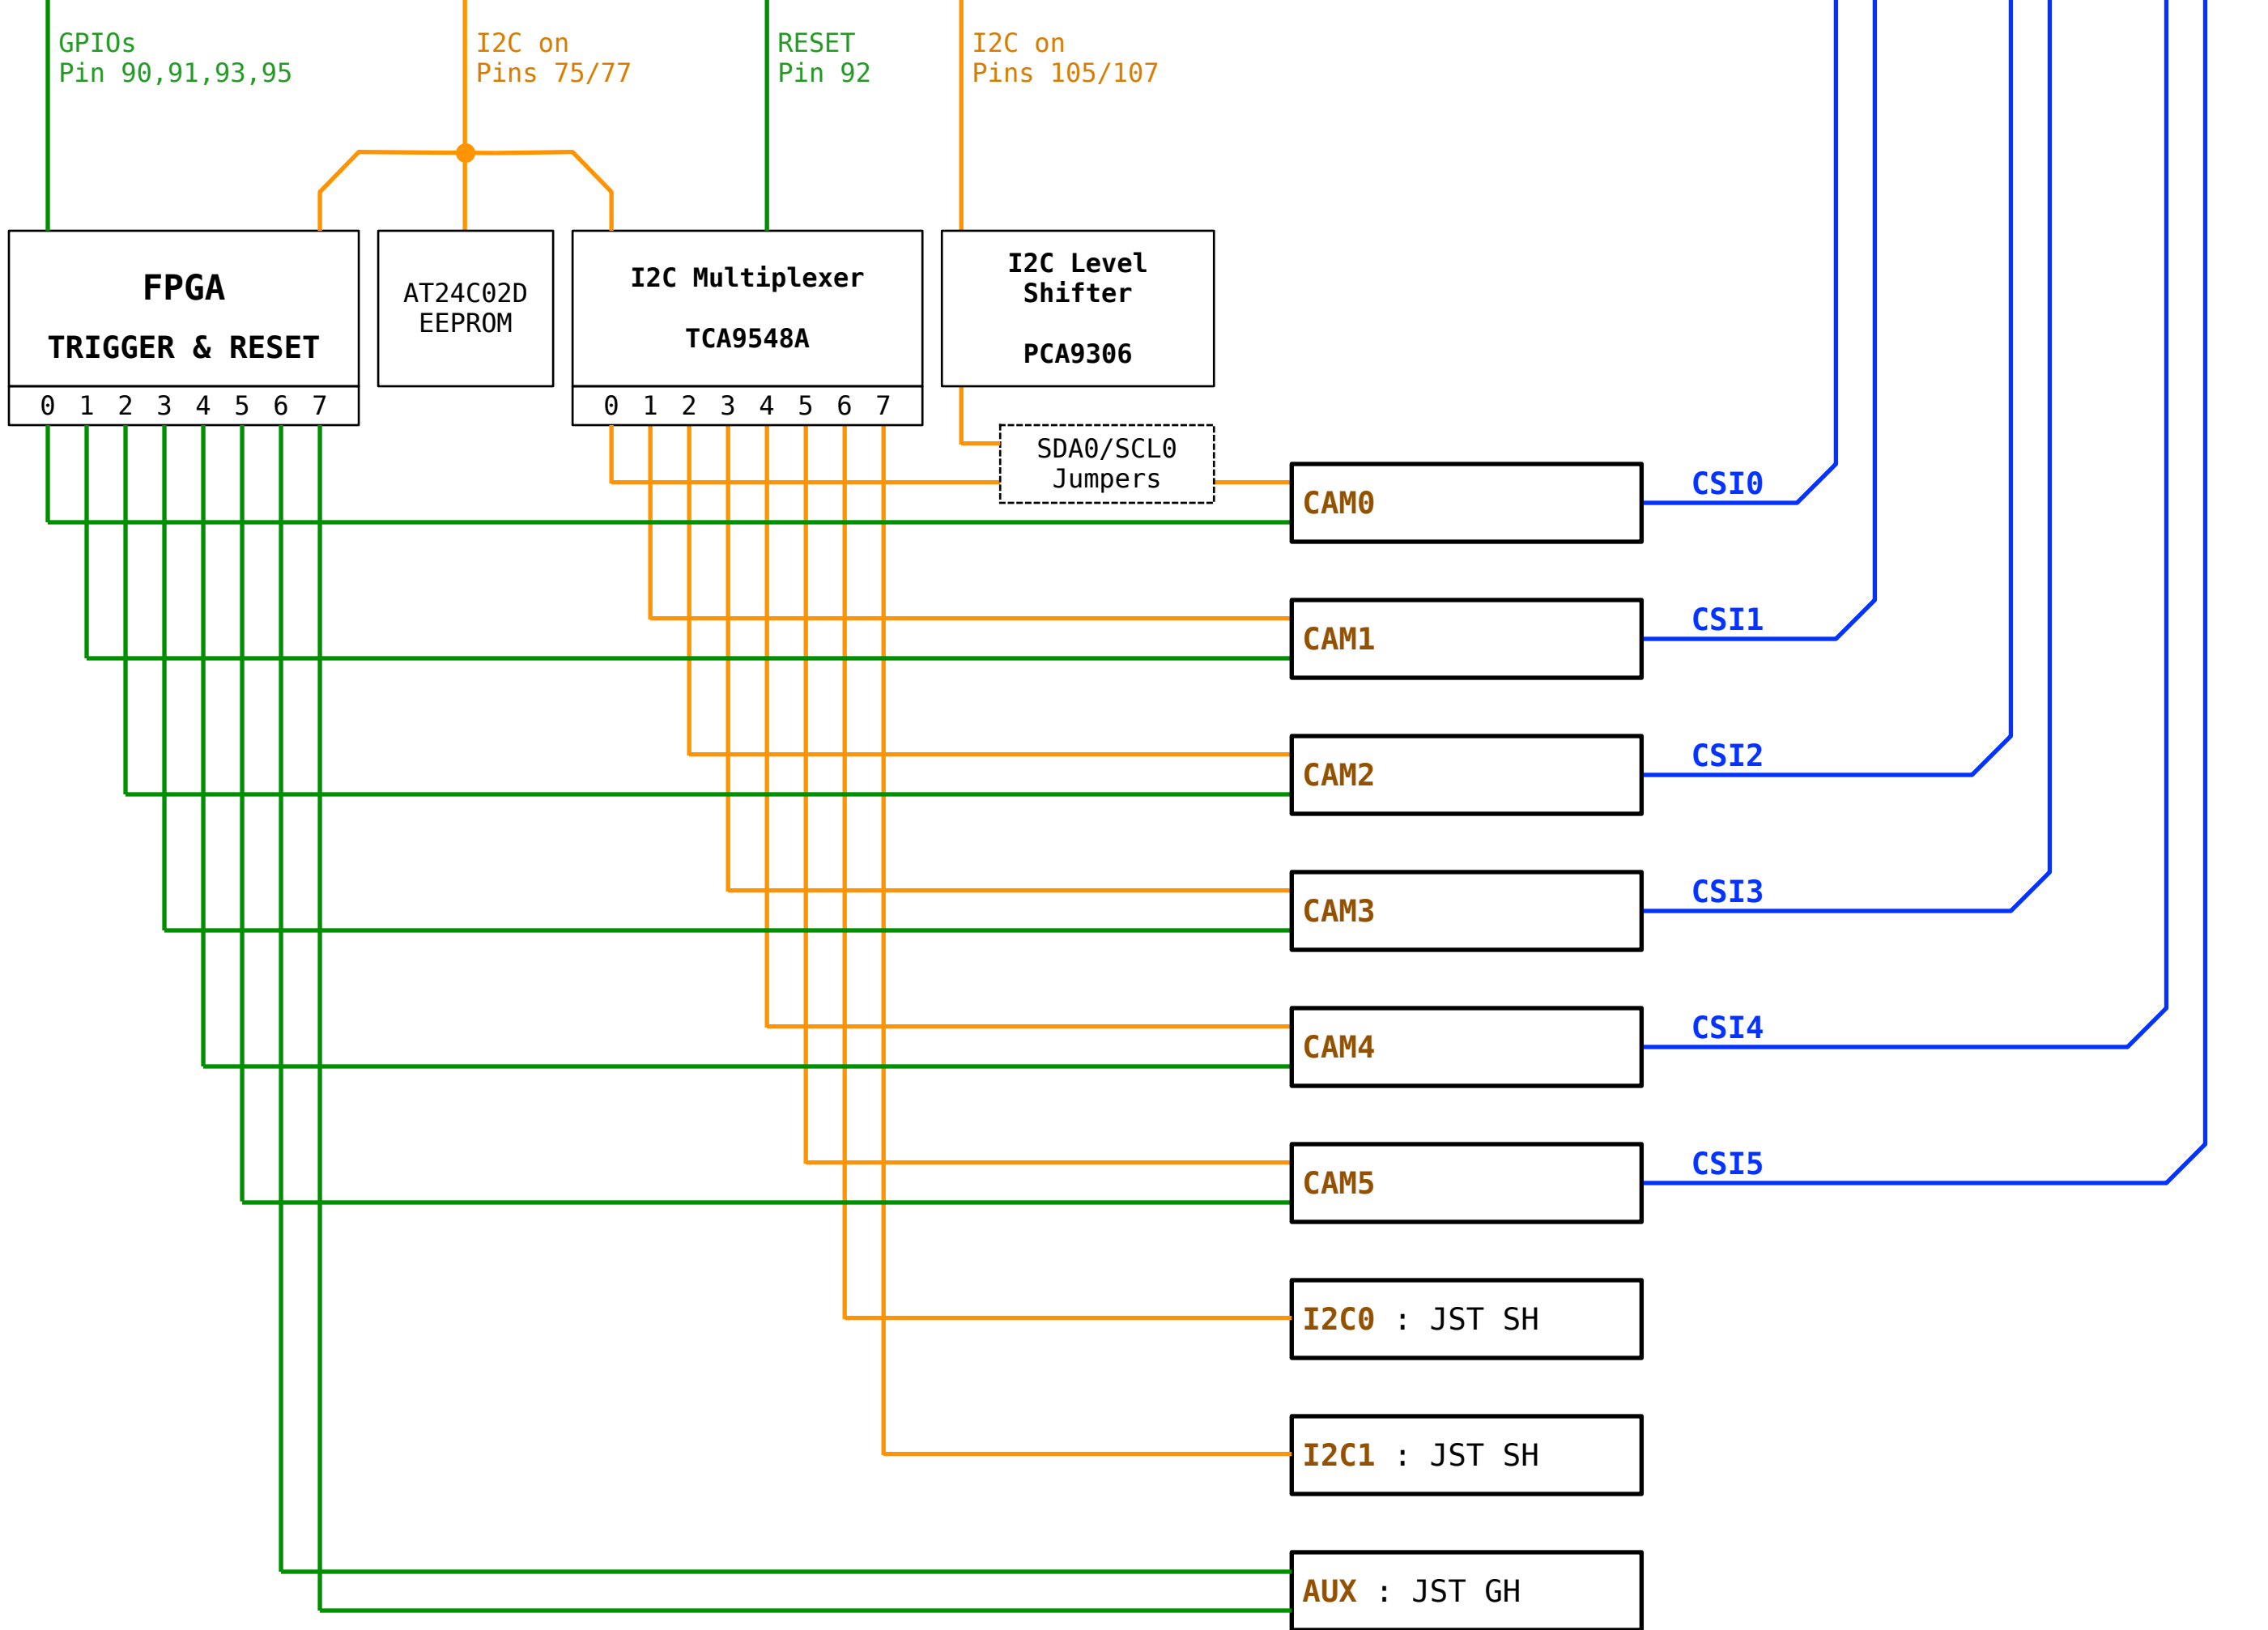 GPIOs
Pin 90,91,93,95
I2C on
Pins 75/77
RESET
Pin 92
I2C on
Pins 105/107
FPGA
TRIGGER & RESET
0 1 2 3 4 5 6 7
AT24C02D
EEPROM
I2C Multiplexer
TCA9548A
0 1 2 3 4 5 6 7
I2C Level
Shifter
PCA9306
SDA0/SCL0
Jumpers
CAM0
CSI0
CAM1
CSI1
CAM2
CSI2
CAM3
CSI3
CAM4
CSI4
CAM5
CSI5
I2C0 : JST SH
I2C1 : JST SH
AUX : JST GH